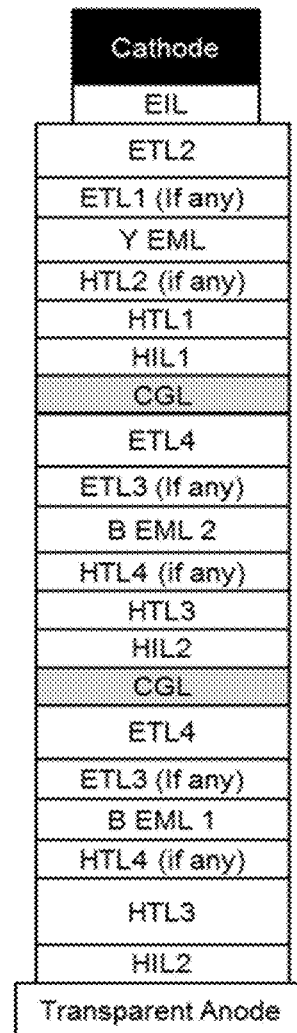 Cathode
EIL
ETL2
ETL1 (If any)
Y EML
HTL2 (if any)
HTL1
HIL1
CGL
ETL4
ETL3 (If any)
B EML 2
HTL4 (if any)
HTL3
HIL2
CGL
ETL4
ETL3 (If any)
B EML 1
HTL4 (if any)
HTL3
HIL2
Transparent Anode